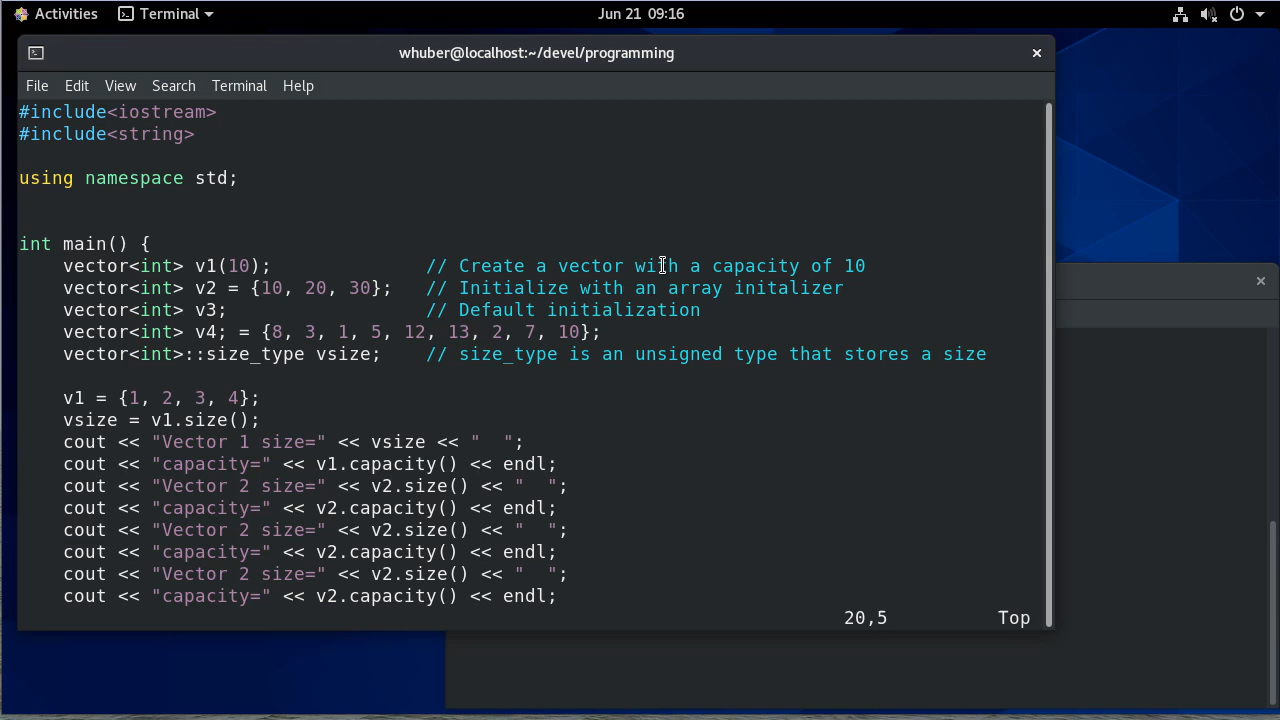 Activities Terminal Jun 21 09:16
whuber@localhost:~/devel/programming
File Edit View Search Terminal Help
#include<iostream>
#include<string>
using namespace std;
int main() {
    vector<int> v1(10);              // Create a vector with a capacity of 10
    vector<int> v2 = {10, 20, 30};   // Initialize with an array initalizer
    vector<int> v3;                  // Default initialization
    vector<int> v4; = {8, 3, 1, 5, 12, 13, 2, 7, 10};
    vector<int>::size_type vsize;    // size_type is an unsigned type that stores a size
    v1 = {1, 2, 3, 4};
    vsize = v1.size();
    cout << "Vector 1 size=" << vsize << "  ";
    cout << "capacity=" << v1.capacity() << endl;
    cout << "Vector 2 size=" << v2.size() << "  ";
    cout << "capacity=" << v2.capacity() << endl;
    cout << "Vector 2 size=" << v2.size() << "  ";
    cout << "capacity=" << v2.capacity() << endl;
    cout << "Vector 2 size=" << v2.size() << "  ";
    cout << "capacity=" << v2.capacity() << endl;
20,5 Top